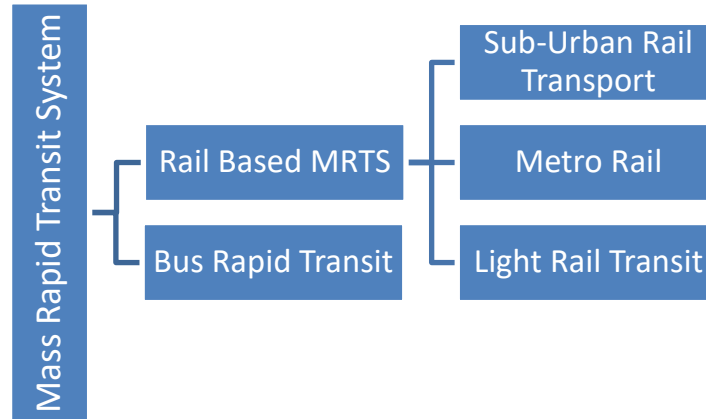 Mass Rapid Transit System
Rail Based MRTS
Bus Rapid Transit
Sub-Urban Rail
Transport
Metro Rail
Light Rail Transit